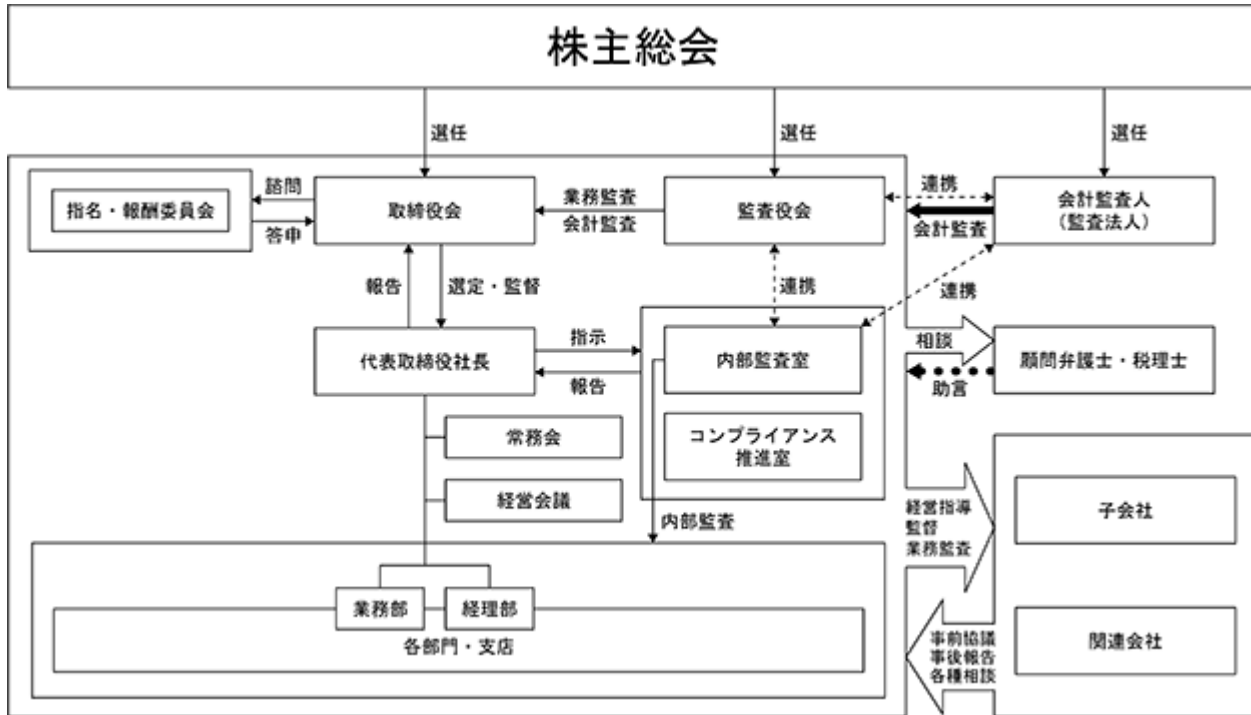 株主総会
選任
選任
選任
指名・報酬委員会
諮問
答申
取締役会
業務監査
会計監査
監査役会
連携
会計監査
会計監査人
(監査法人)
報告
選定・監督
連携
連携
代表取締役社長
指示
報告
内部監査室
相談
助言
顧問弁護士・税理士
コンプライアンス
推進室
常務会
経営会議
内部監査
経営指導
監督
業務監査
子会社
業務部
経理部
各部門・支店
事前協議
事後報告
各種相談
関連会社